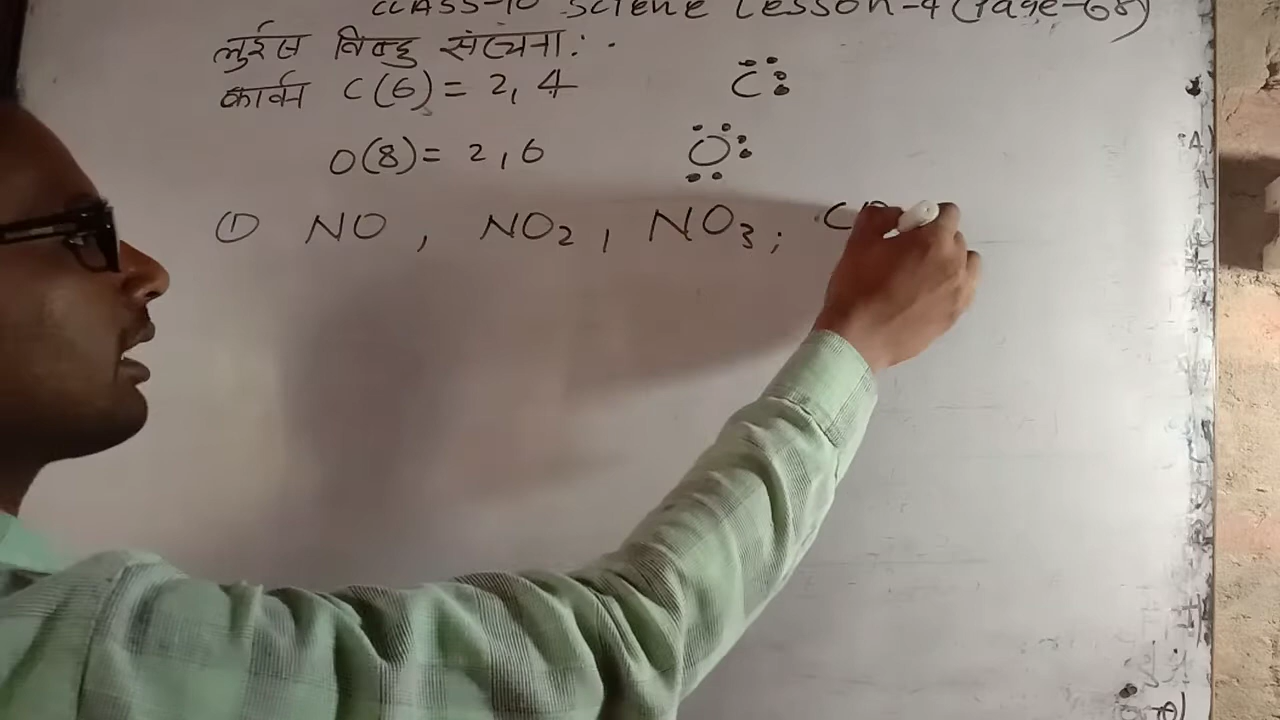 CLASS-10 Science Lesson-4 (Page-68)
लुईस बिन्दु संरचना:
कार्बन C(6) = 2, 4 C
O(8) = 2, 6 O
① NO, NO₂, NO₃;